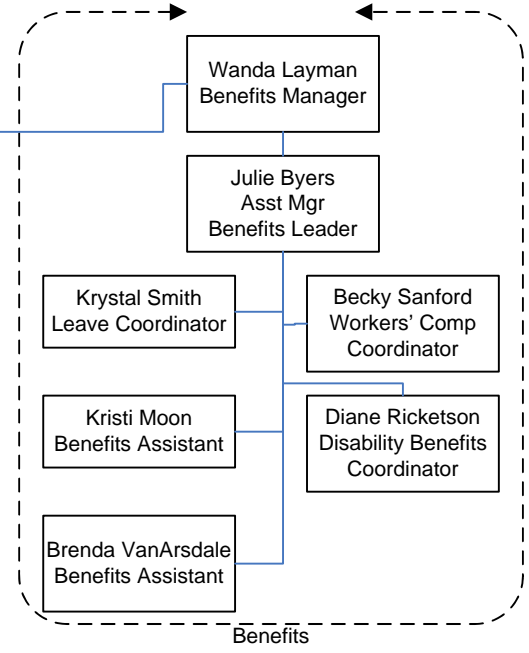 Wanda Layman
Benefits Manager
Julie Byers
Asst Mgr
Benefits Leader
Krystal Smith
Leave Coordinator
Becky Sanford
Workers’ Comp
Coordinator
Kristi Moon
Benefits Assistant
Diane Ricketson
Disability Benefits
Coordinator
Brenda VanArsdale
Benefits Assistant
Benefits